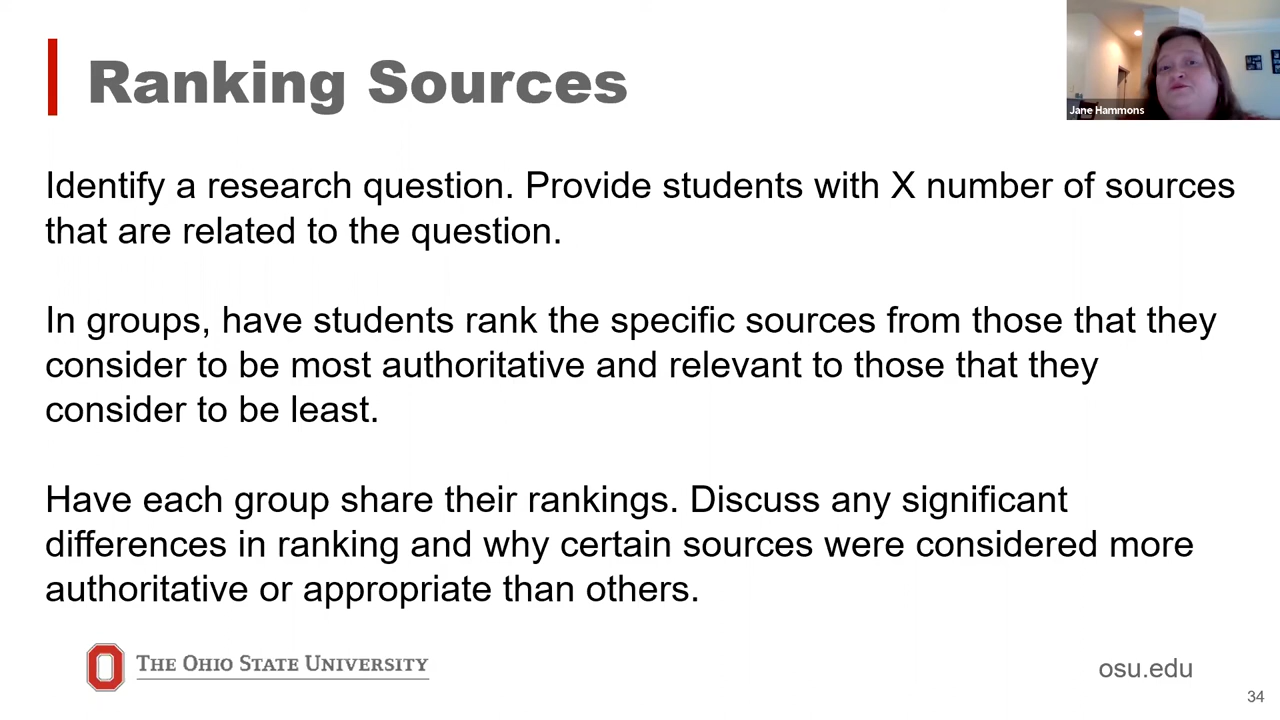 Ranking Sources
Jane Hammons
Identify a research question. Provide students with X number of sources
that are related to the question.
In groups, have students rank the specific sources from those that they
consider to be most authoritative and relevant to those that they
consider to be least.
Have each group share their rankings. Discuss any significant
differences in ranking and why certain sources were considered more
authoritative or appropriate than others.
THE OHIO STATE UNIVERSITY
osu.edu
34